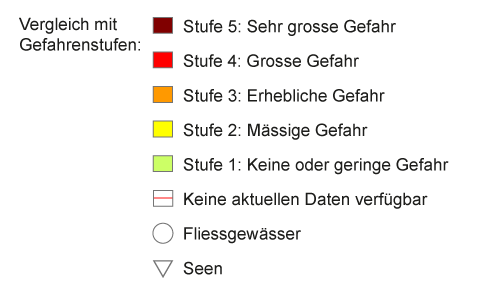 Vergleich mit
Gefahrenstufen:
Stufe 5: Sehr grosse Gefahr
Stufe 4: Grosse Gefahr
Stufe 3: Erhebliche Gefahr
Stufe 2: Mässige Gefahr
Stufe 1: Keine oder geringe Gefahr
Keine aktuellen Daten verfügbar
Fliessgewässer
Seen